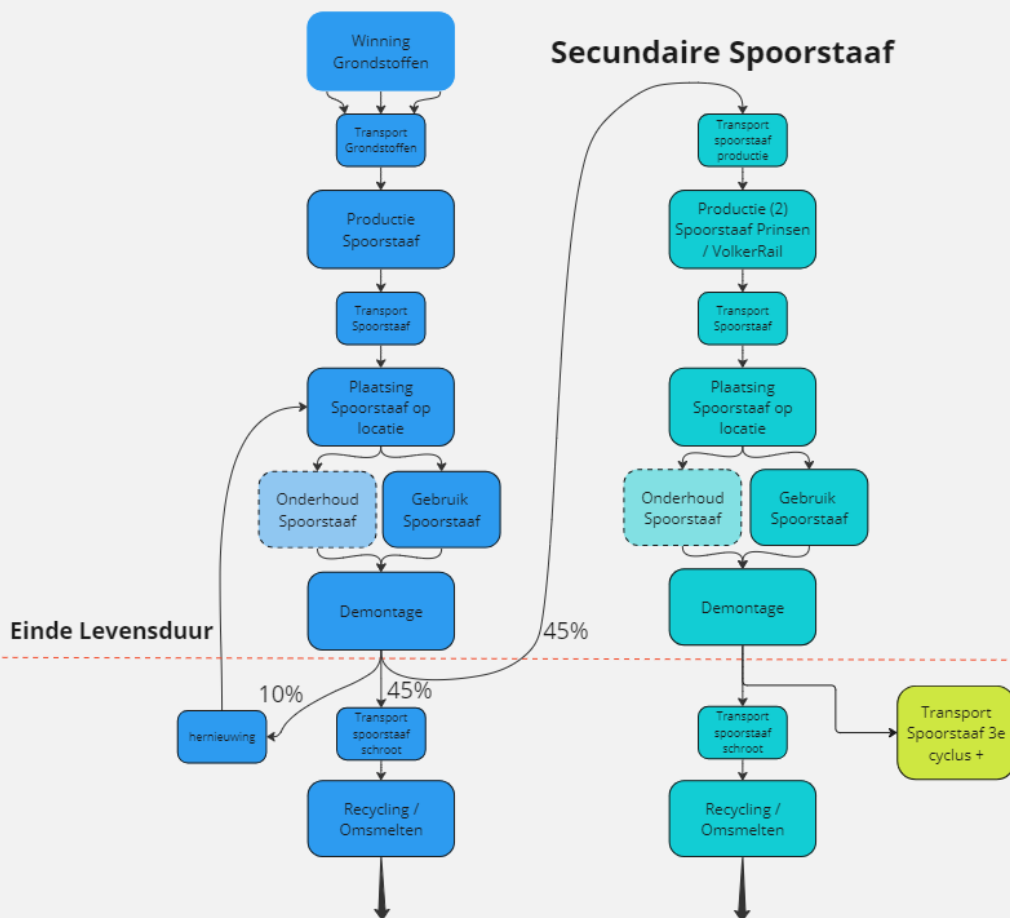 Winning
Grondstoffen
Transport
Grondstoffen
Productie
Spoorstaaf
Transport
Spoorstaaf
Plaatsing
Spoorstaaf op
locatie
Onderhoud
Spoorstaaf
Gebruik
Spoorstaaf
Demontage
Einde Levensduur
10%
45%
45%
hernieuwing
Transport
spoorstaaf
schroot
Recycling /
Omsmelten
Secundaire Spoorstaaf
Transport
spoorstaaf
productie
Productie (2)
Spoorstaaf Prinsen
/ VolkerRail
Transport
Spoorstaaf
Plaatsing
Spoorstaaf op
locatie
Onderhoud
Spoorstaaf
Gebruik
Spoorstaaf
Demontage
Transport
spoorstaaf
schroot
Recycling /
Omsmelten
Transport
Spoorstaaf 3e
cyclus +